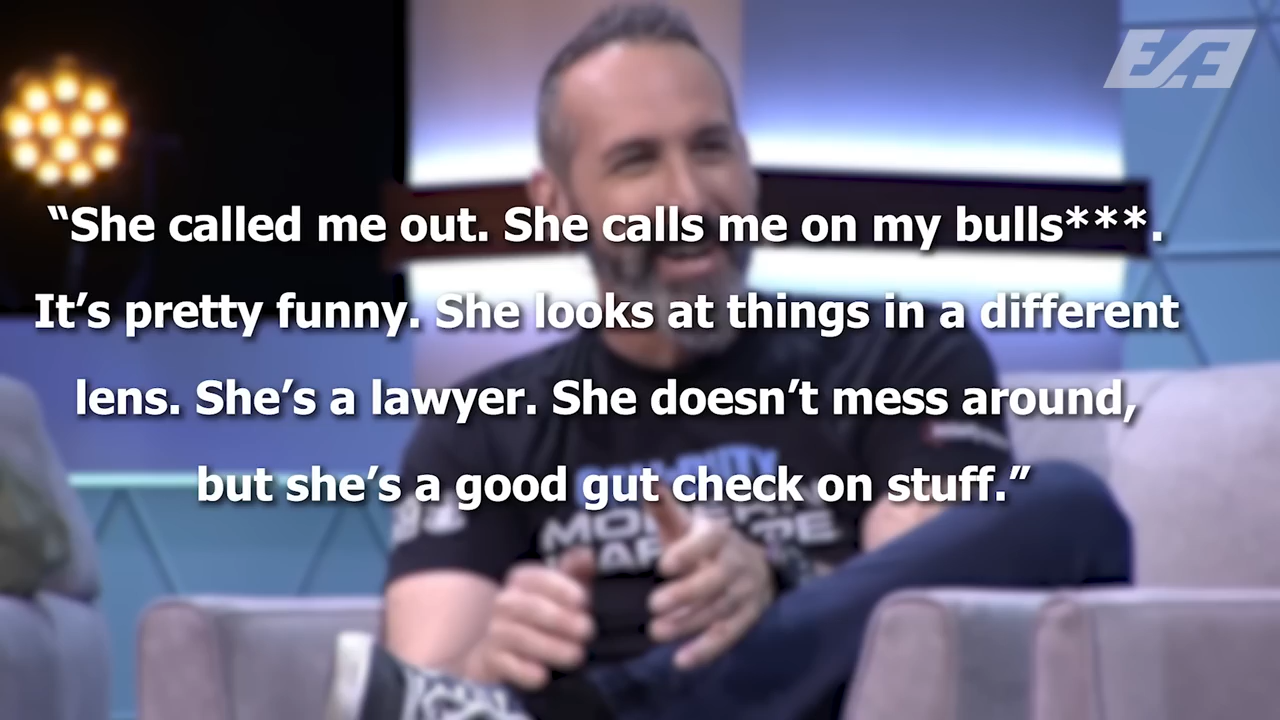 “She called me out. She calls me on my bulls***.
It’s pretty funny. She looks at things in a different
lens. She’s a lawyer. She doesn’t mess around,
but she’s a good gut check on stuff.”